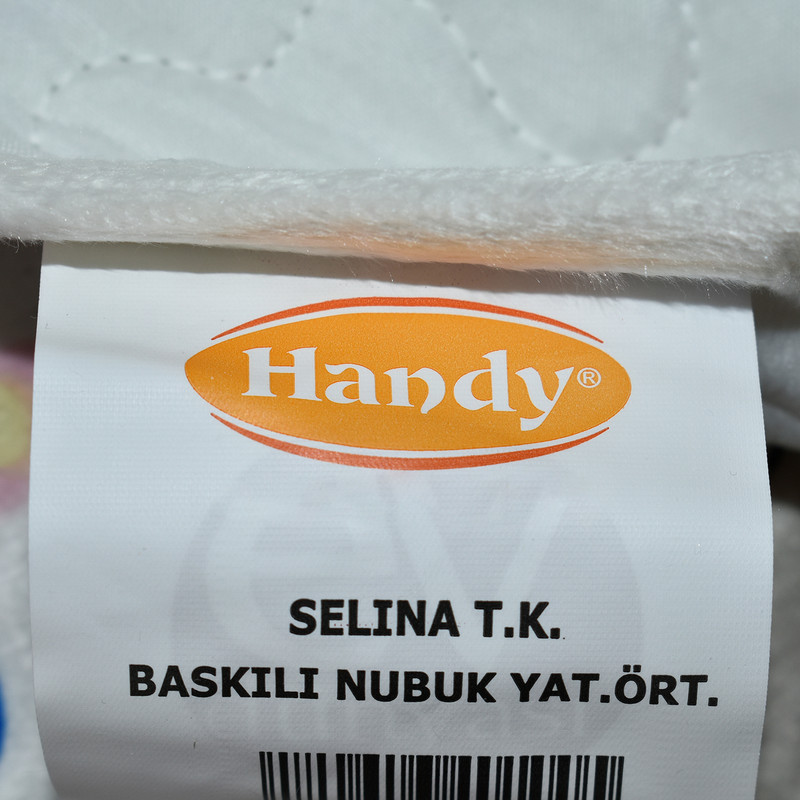 Handy®
SELINA T.K.
BASKILI NUBUK YAT.ÖRT.